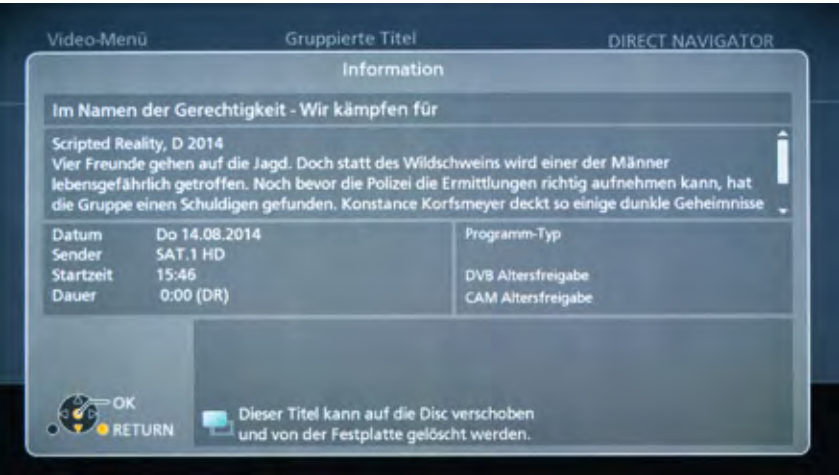 Video-Menü Gruppierte Titel DIRECT NAVIGATOR
Information
Im Namen der Gerechtigkeit - Wir kämpfen für
Scripted Reality, D 2014
Vier Freunde gehen auf die Jagd. Doch statt des Wildschweins wird einer der Männer
lebensgefährlich getroffen. Noch bevor die Polizei die Ermittlungen richtig aufnehmen kann, hat
die Gruppe einen Schuldigen gefunden. Konstance Korfsmeyer deckt so einige dunkle Geheimnisse
Datum Do 14.08.2014 Programm-Typ
Sender SAT.1 HD
Startzeit 15:46 DVB Altersfreigabe
Dauer 0:00 (DR) CAM Altersfreigabe
OK
RETURN
Dieser Titel kann auf die Disc verschoben
und von der Festplatte gelöscht werden.